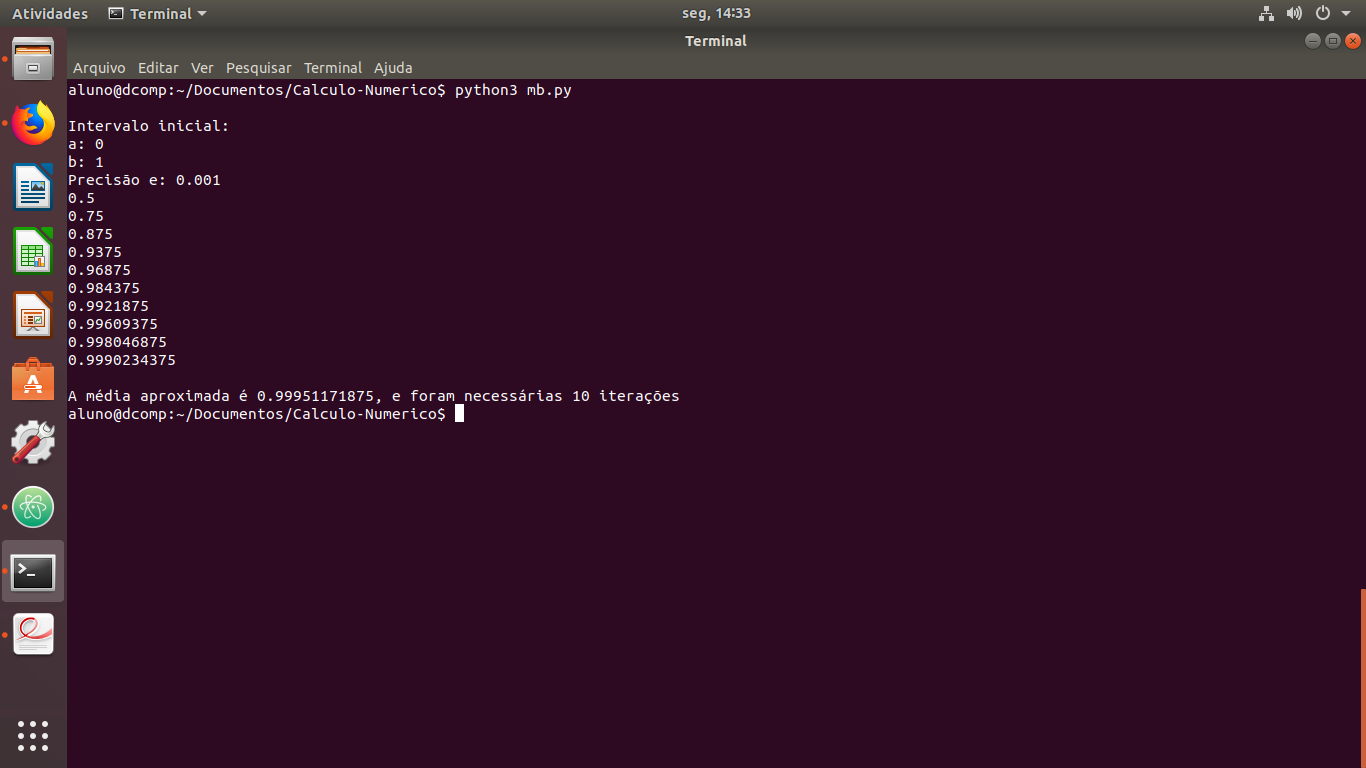 Atividades Terminal seg, 14:33
Terminal
Arquivo Editar Ver Pesquisar Terminal Ajuda
aluno@dcomp:~/Documentos/Calculo-Numerico$ python3 mb.py
Intervalo inicial:
a: 0
b: 1
Precisão e: 0.001
0.5
0.75
0.875
0.9375
0.96875
0.984375
0.9921875
0.99609375
0.998046875
0.9990234375
A média aproximada é 0.99951171875, e foram necessárias 10 iterações
aluno@dcomp:~/Documentos/Calculo-Numerico$